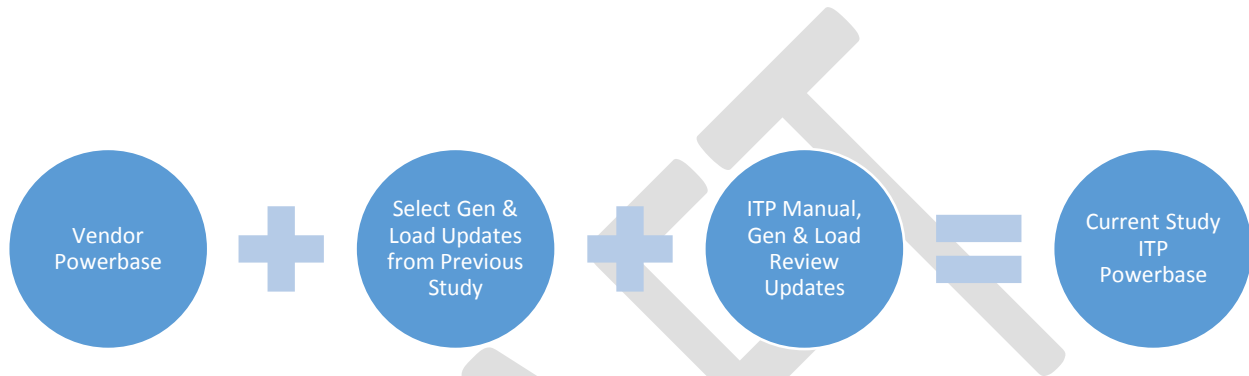 Vendor
Powerbase
Select Gen &
Load Updates
from Previous
Study
ITP Manual,
Gen & Load
Review
Updates
Current Study
ITP
Powerbase